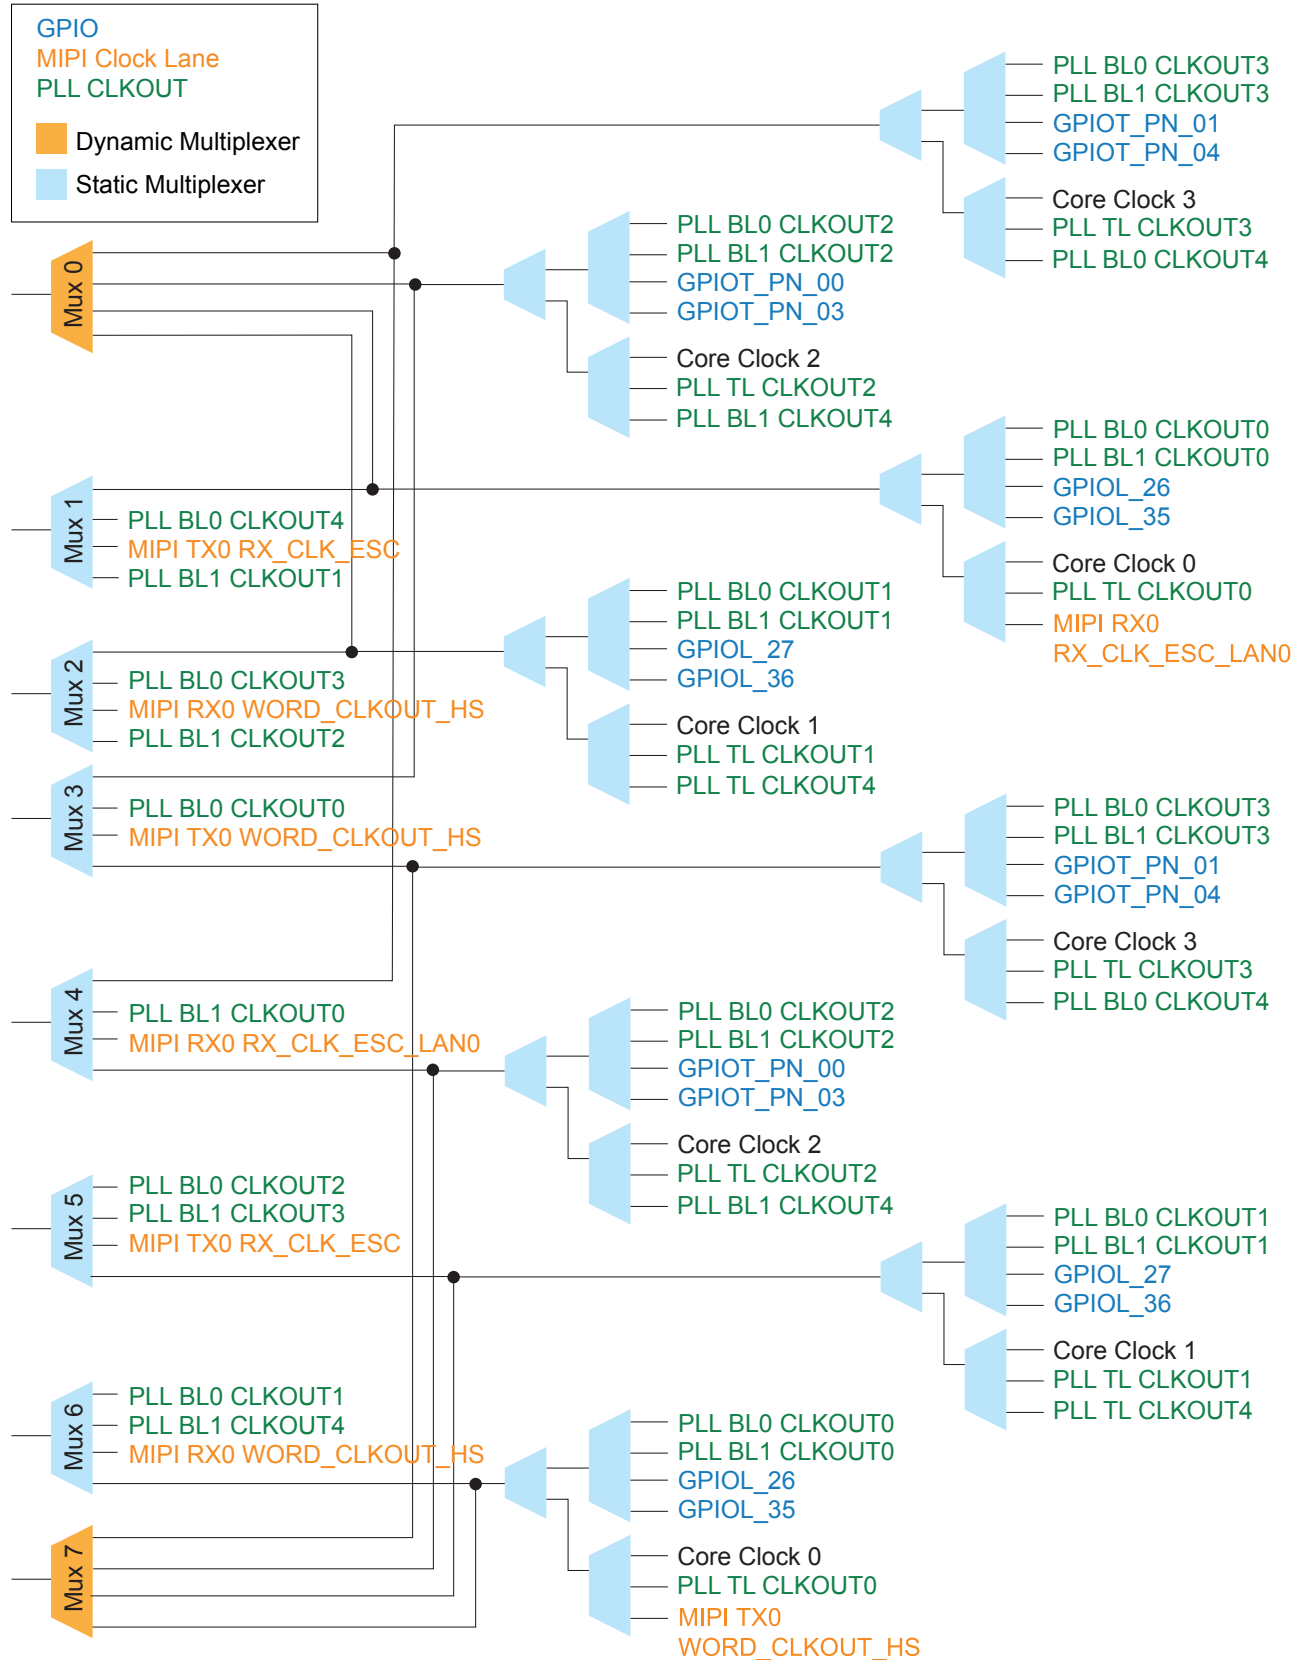 GPIO
MIPI Clock Lane
PLL CLKOUT
Dynamic Multiplexer
Static Multiplexer
PLL BL0 CLKOUT3
PLL BL1 CLKOUT3
GPIOT_PN_01
GPIOT_PN_04
Core Clock 3
PLL TL CLKOUT3
PLL BL0 CLKOUT4
Mux 0
PLL BL0 CLKOUT2
PLL BL1 CLKOUT2
GPIOT_PN_00
GPIOT_PN_03
Core Clock 2
PLL TL CLKOUT2
PLL BL1 CLKOUT4
PLL BL0 CLKOUT0
PLL BL1 CLKOUT0
GPIOL_26
GPIOL_35
Core Clock 0
PLL TL CLKOUT0
MIPI RX0
RX_CLK_ESC_LAN0
Mux 1
PLL BL0 CLKOUT4
MIPI TX0 RX_CLK_ESC
PLL BL1 CLKOUT1
PLL BL0 CLKOUT1
PLL BL1 CLKOUT1
GPIOL_27
GPIOL_36
Core Clock 1
PLL TL CLKOUT1
PLL TL CLKOUT4
Mux 2
PLL BL0 CLKOUT3
MIPI RX0 WORD_CLKOUT_HS
PLL BL1 CLKOUT2
Mux 3
PLL BL0 CLKOUT0
MIPI TX0 WORD_CLKOUT_HS
PLL BL0 CLKOUT3
PLL BL1 CLKOUT3
GPIOT_PN_01
GPIOT_PN_04
Core Clock 3
PLL TL CLKOUT3
PLL BL0 CLKOUT4
Mux 4
PLL BL1 CLKOUT0
MIPI RX0 RX_CLK_ESC_LAN0
PLL BL0 CLKOUT2
PLL BL1 CLKOUT2
GPIOT_PN_00
GPIOT_PN_03
Core Clock 2
PLL TL CLKOUT2
PLL BL1 CLKOUT4
Mux 5
PLL BL0 CLKOUT2
PLL BL1 CLKOUT3
MIPI TX0 RX_CLK_ESC
PLL BL0 CLKOUT1
PLL BL1 CLKOUT1
GPIOL_27
GPIOL_36
Core Clock 1
PLL TL CLKOUT1
PLL TL CLKOUT4
Mux 6
PLL BL0 CLKOUT1
PLL BL1 CLKOUT4
MIPI RX0 WORD_CLKOUT_HS
PLL BL0 CLKOUT0
PLL BL1 CLKOUT0
GPIOL_26
GPIOL_35
Core Clock 0
PLL TL CLKOUT0
MIPI TX0
WORD_CLKOUT_HS
Mux 7